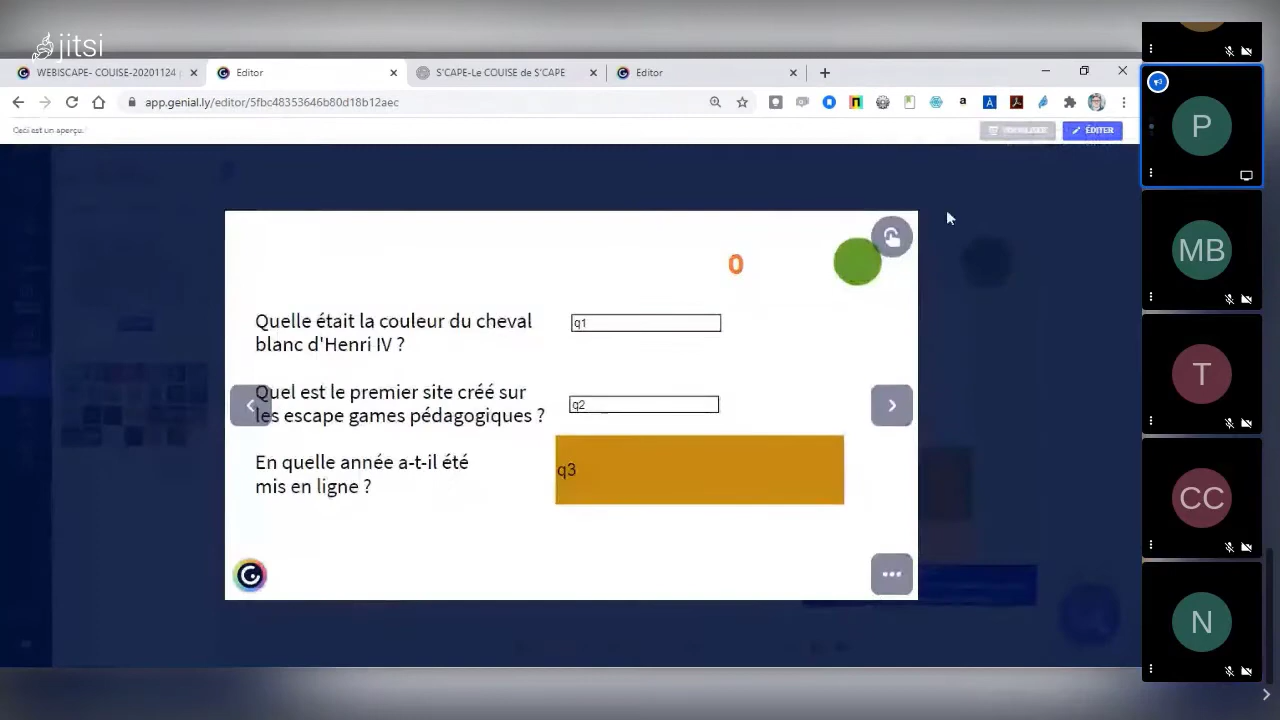 jitsi
WEBISCAPE- COUISE-20201124
Editor
S'CAPE-Le COUISE de S'CAPE
Editor
app.genial.ly/editor/5fbc4835360b6b80d18b12aec
Ceci est un aperçu.
ÉDITER
0
Quelle était la couleur du cheval
blanc d'Henri IV ?
q1
Quel est le premier site créé sur
les escape games pédagogiques ?
q2
En quelle année a-t-il été
mis en ligne ?
q3
P
MB
T
CC
N